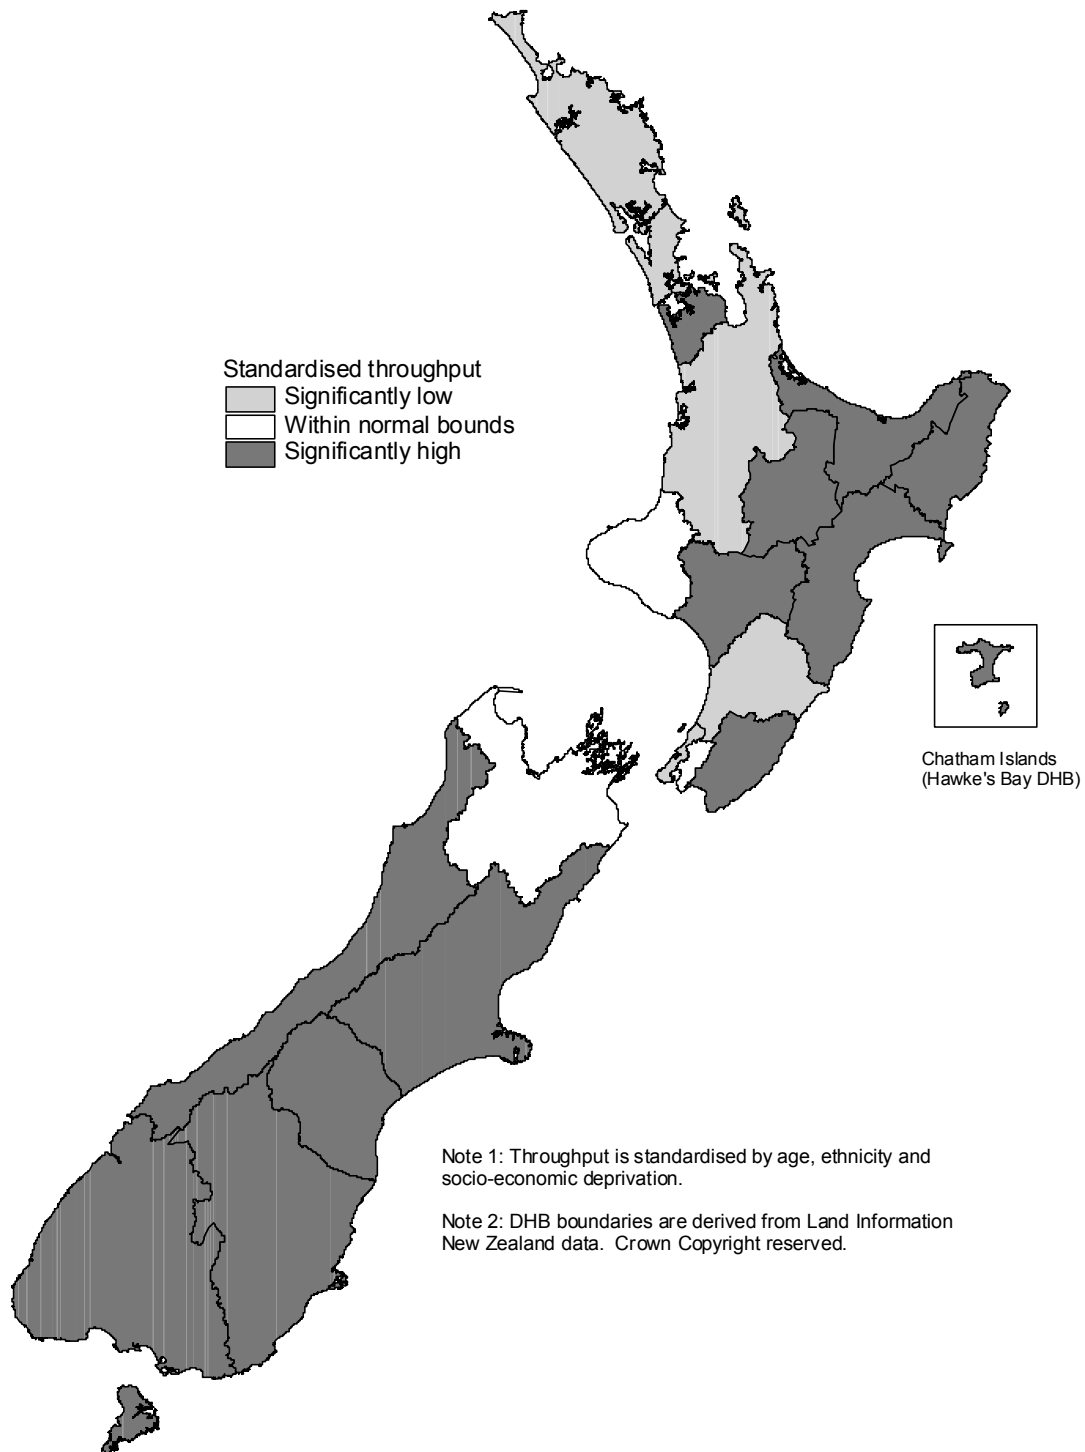 Standardised throughput
Significantly low
Within normal bounds
Significantly high
Chatham Islands
(Hawke's Bay DHB)
Note 1: Throughput is standardised by age, ethnicity and
socio-economic deprivation.
Note 2: DHB boundaries are derived from Land Information
New Zealand data.  Crown Copyright reserved.